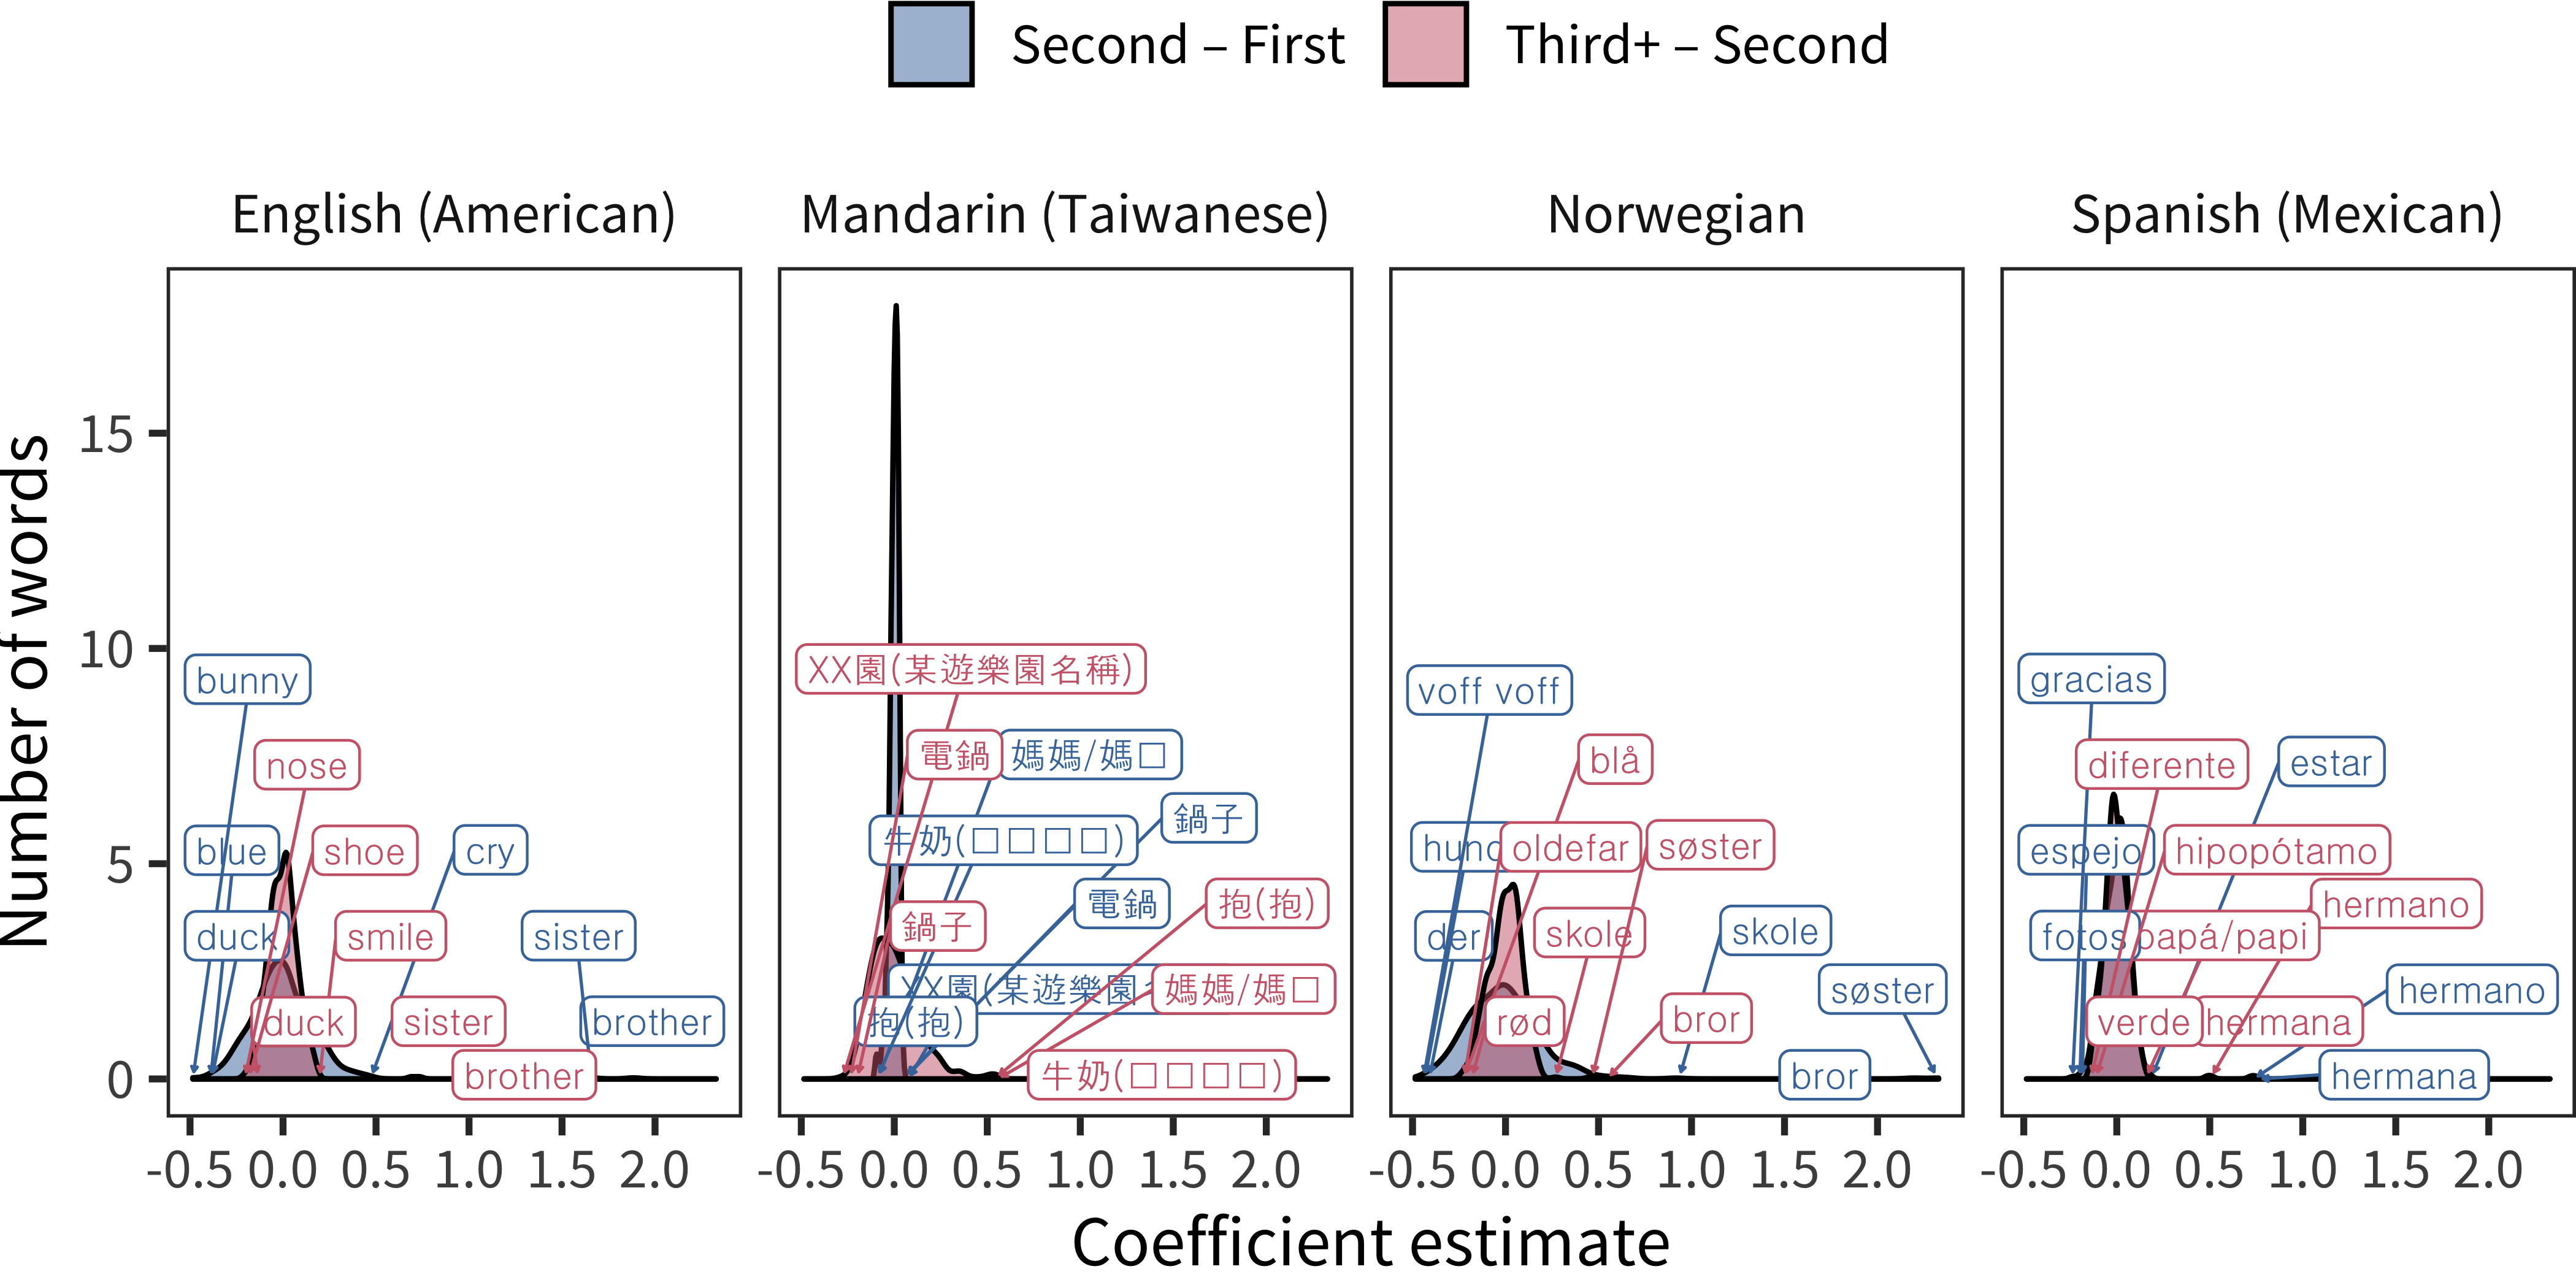 Second – First
Third+ – Second
English (American)
Mandarin (Taiwanese)
Norwegian
Spanish (Mexican)
Number of words
15
10
5
0
bunny
nose
blue
shoe
cry
duck
smile
sister
duck
sister
brother
brother
XX園(某遊樂園名稱)
電鍋
媽媽/媽□
鍋子
牛奶(□□□□)
電鍋
抱(抱)
鍋子
XX園(某遊樂園
媽媽/媽□
抱(抱)
牛奶(□□□□)
voff voff
blå
oldefar
søster
der
skole
skole
søster
rød
bror
bror
gracias
diferente
estar
espejo
hipopótamo
hermano
fotos
papá/papi
hermano
verde
hermana
hermana
-0.5 0.0 0.5 1.0 1.5 2.0
-0.5 0.0 0.5 1.0 1.5 2.0
-0.5 0.0 0.5 1.0 1.5 2.0
-0.5 0.0 0.5 1.0 1.5 2.0
Coefficient estimate